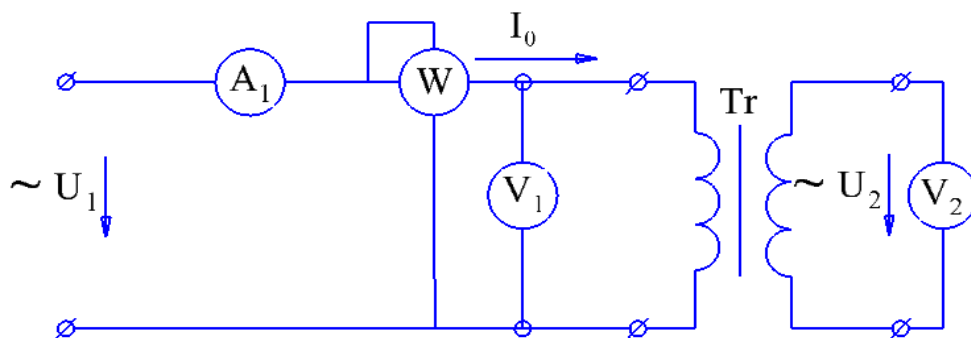 I₀
A₁
W
Tr
~ U₁
V₁
~ U₂
V₂